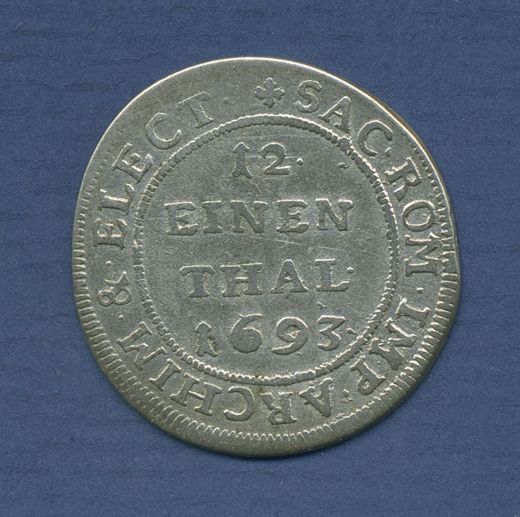 SAC·ROM·IMP·ARCHIM·&·ELECT·
12·
EINEN
THAL·
1693·